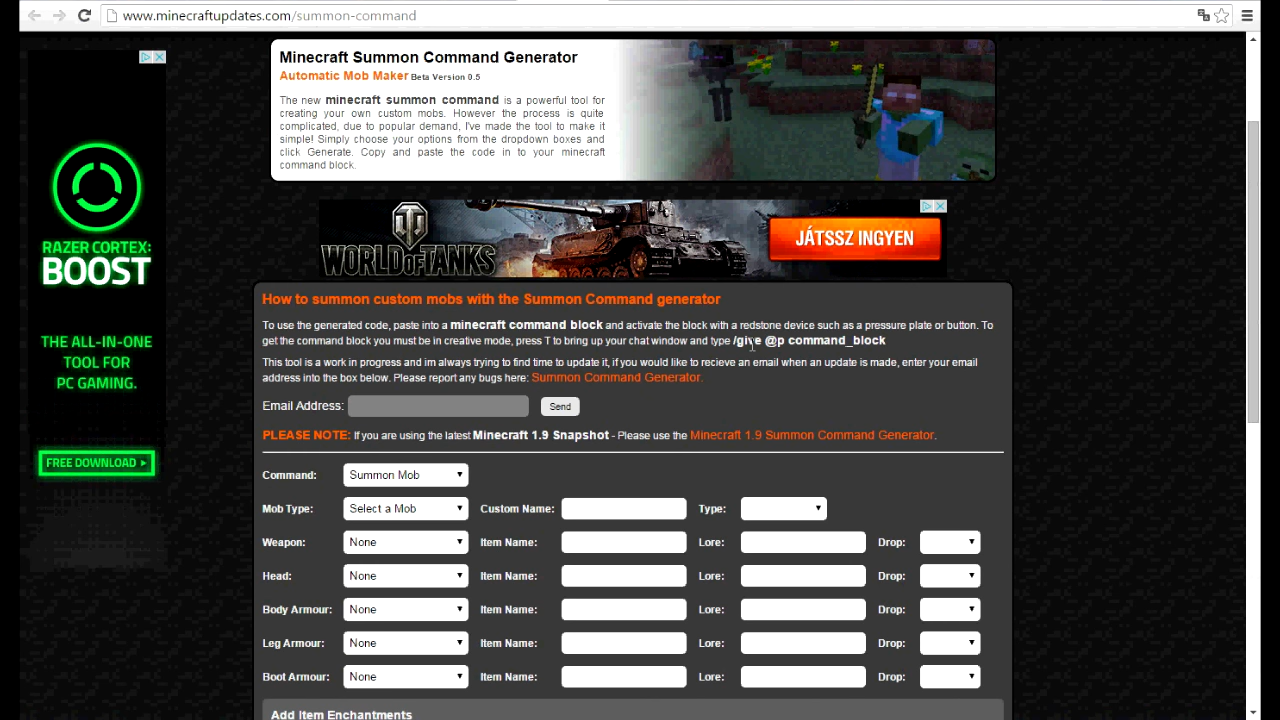 www.minecraftupdates.com/summon-command
Minecraft Summon Command Generator
Automatic Mob Maker Beta Version 0.5
The new minecraft summon command is a powerful tool for
creating your own custom mobs. However the process is quite
complicated, due to popular demand, I've made the tool to make it
simple! Simply choose your options from the dropdown boxes and
click Generate. Copy and paste the code in to your minecraft
command block.
RAZER CORTEX:
BOOST
THE ALL-IN-ONE
TOOL FOR
PC GAMING.
FREE DOWNLOAD
WORLD OF TANKS
JÁTSSZ INGYEN
How to summon custom mobs with the Summon Command generator
To use the generated code, paste into a minecraft command block and activate the block with a redstone device such as a pressure plate or button. To
get the command block you must be in creative mode, press T to bring up your chat window and type /give @p command_block
This tool is a work in progress and im always trying to find time to update it, if you would like to recieve an email when an update is made, enter your email
address into the box below. Please report any bugs here: Summon Command Generator.
Email Address: Send
PLEASE NOTE: If you are using the latest Minecraft 1.9 Snapshot - Please use the Minecraft 1.9 Summon Command Generator.
Command: Summon Mob
Mob Type: Select a Mob Custom Name: Type:
Weapon: None Item Name: Lore: Drop:
Head: None Item Name: Lore: Drop:
Body Armour: None Item Name: Lore: Drop:
Leg Armour: None Item Name: Lore: Drop:
Boot Armour: None Item Name: Lore: Drop:
Add Item Enchantments